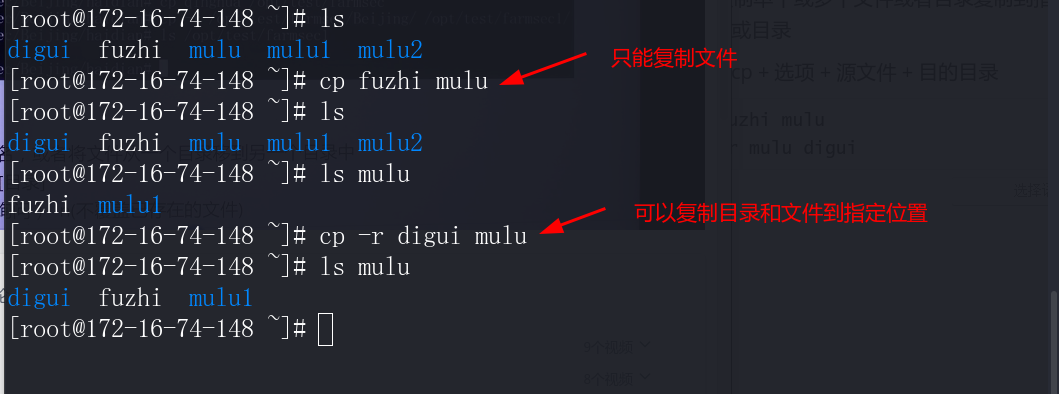 [root@172-16-74-148 ~]# ls
digui fuzhi mulu mulu1 mulu2
[root@172-16-74-148 ~]# cp fuzhi mulu
只能复制文件
[root@172-16-74-148 ~]# ls
digui fuzhi mulu mulu1 mulu2
[root@172-16-74-148 ~]# ls mulu
fuzhi mulu1
[root@172-16-74-148 ~]# cp -r digui mulu
可以复制目录和文件到指定位置
[root@172-16-74-148 ~]# ls mulu
digui fuzhi mulu1
[root@172-16-74-148 ~]#
或目录
cp + 选项 + 源文件 + 目的目录
mulu digui